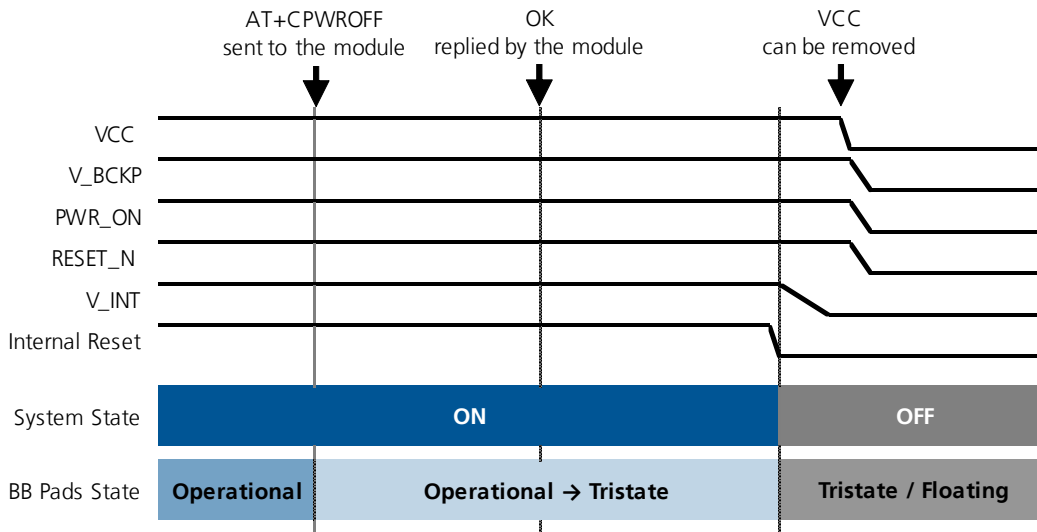 AT+CPWROFF
sent to the module
OK
replied by the module
VCC
can be removed
VCC
V_BCKP
PWR_ON
RESET_N
V_INT
Internal Reset
System State
ON
OFF
BB Pads State
Operational
Operational → Tristate
Tristate / Floating